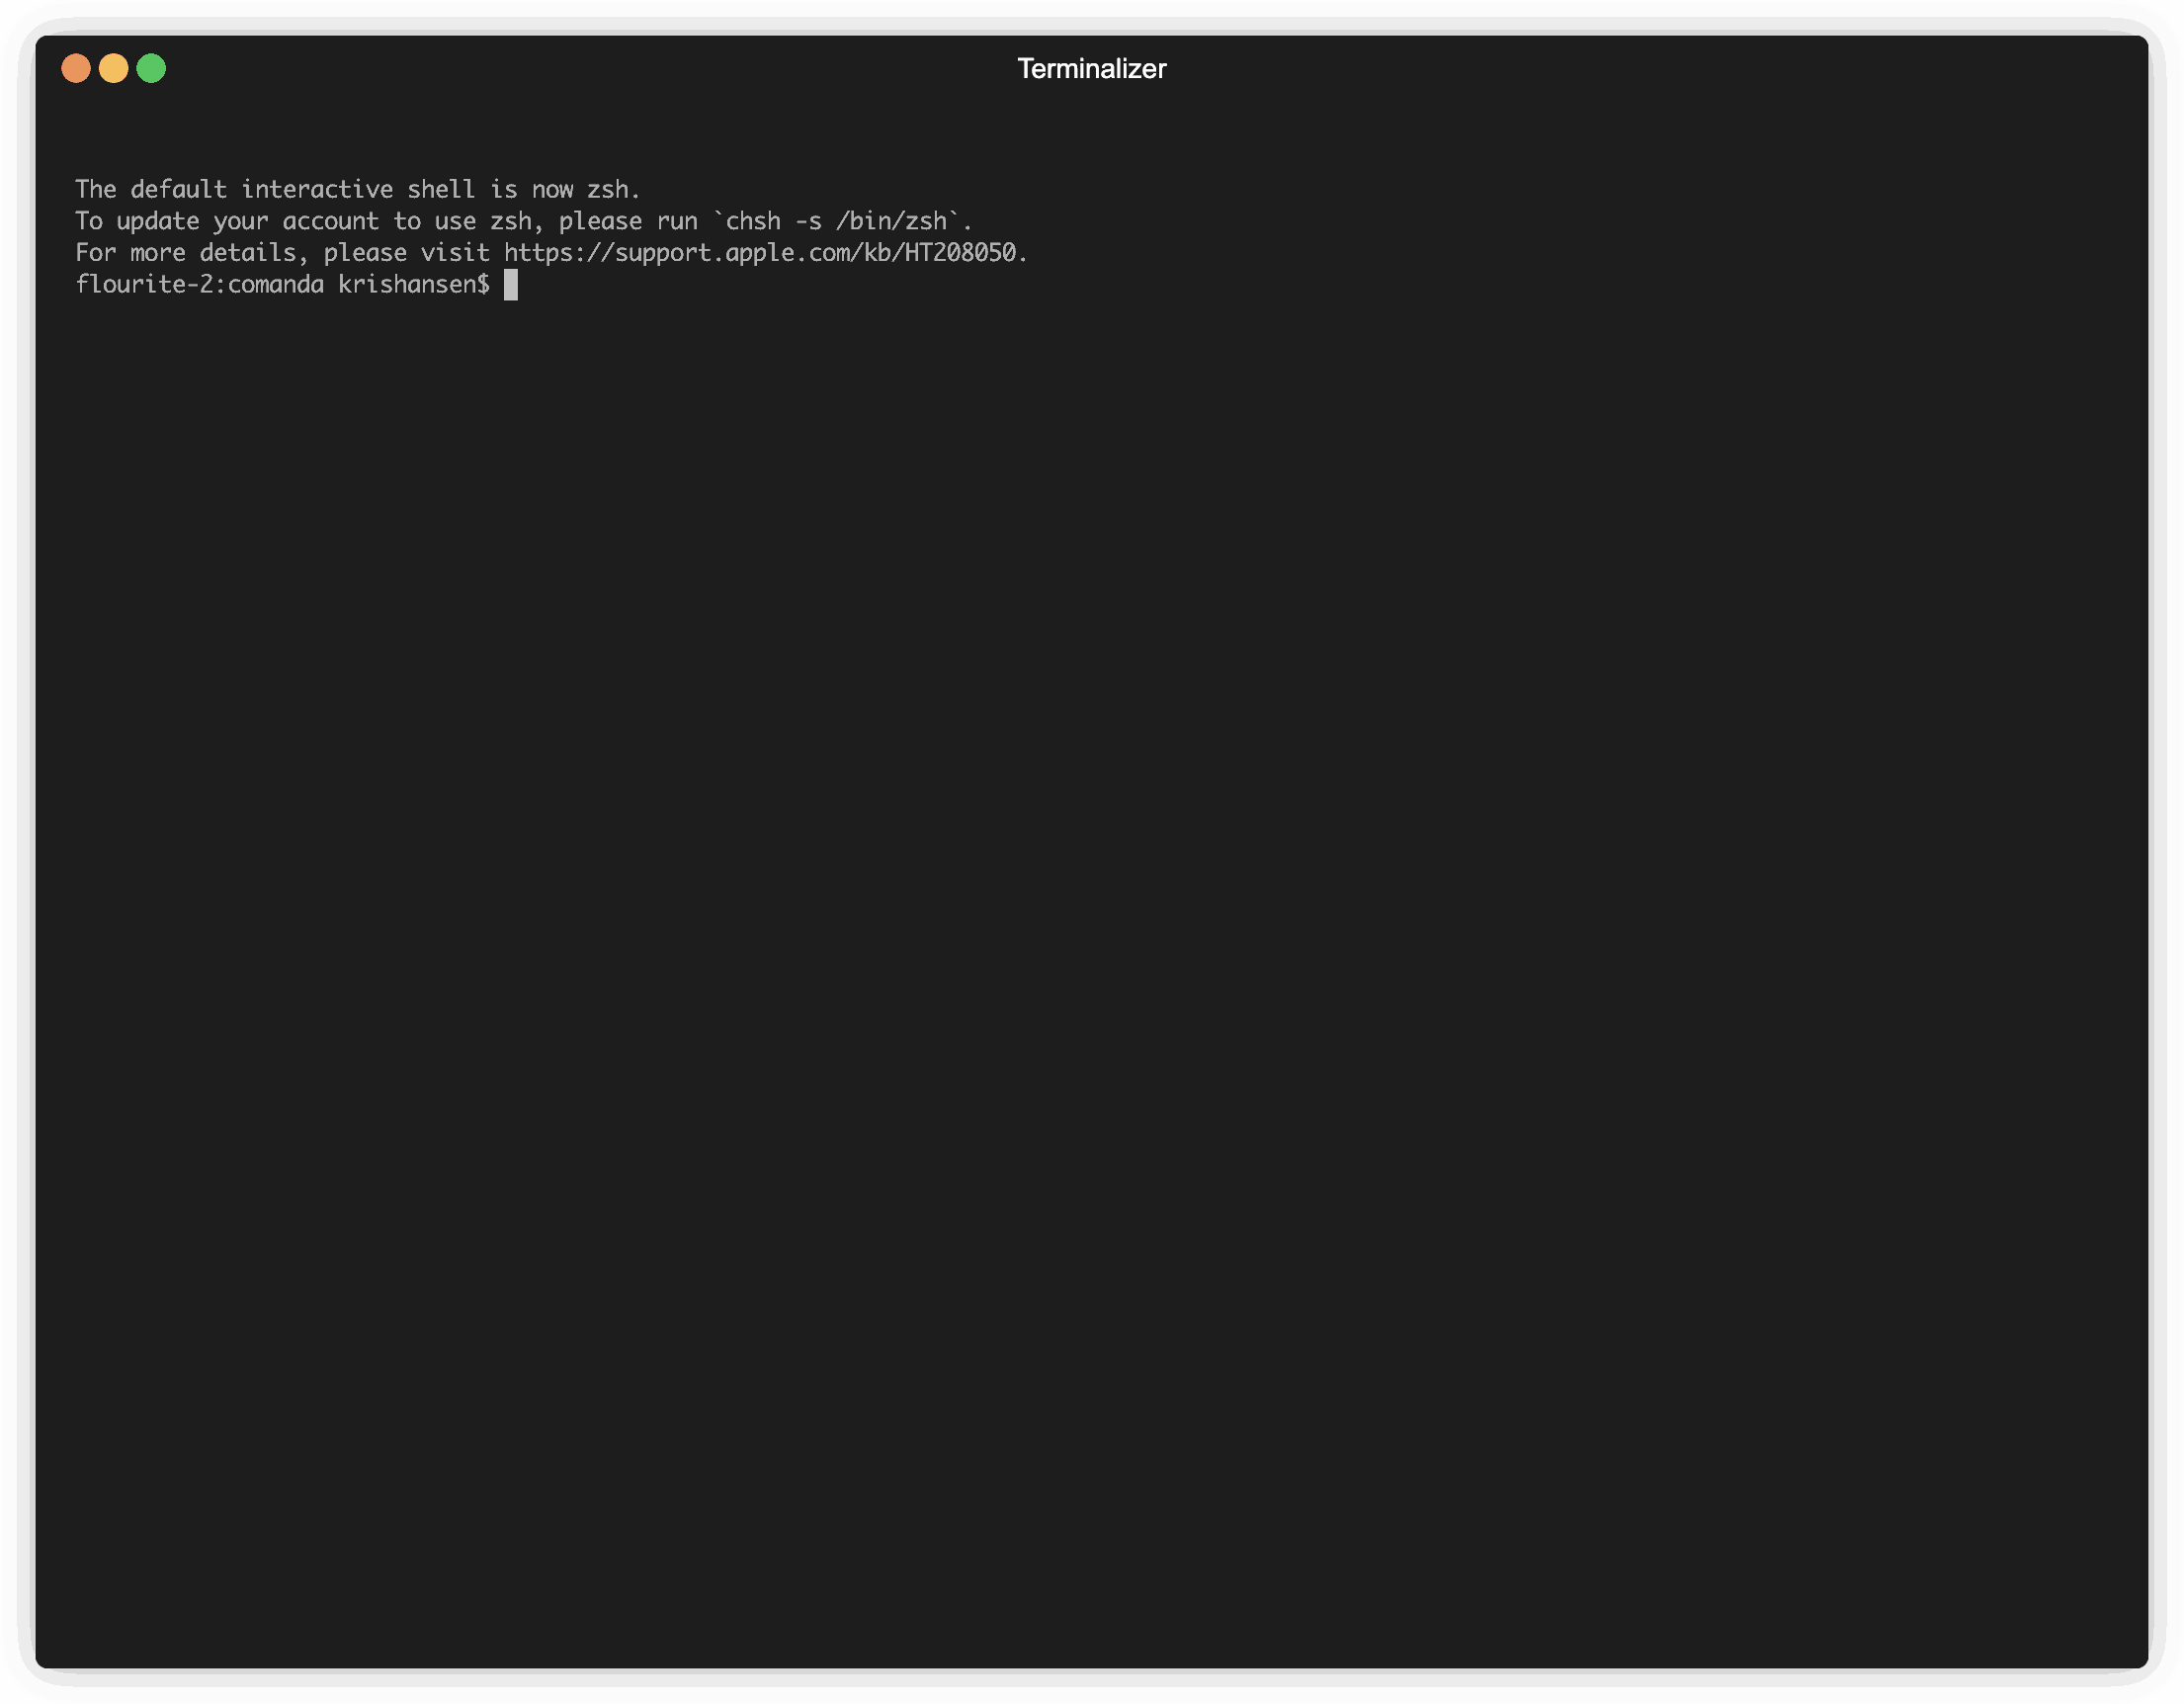 Terminalizer
The default interactive shell is now zsh.
To update your account to use zsh, please run `chsh -s /bin/zsh`.
For more details, please visit https://support.apple.com/kb/HT208050.
flourite-2:comanda krishansen$